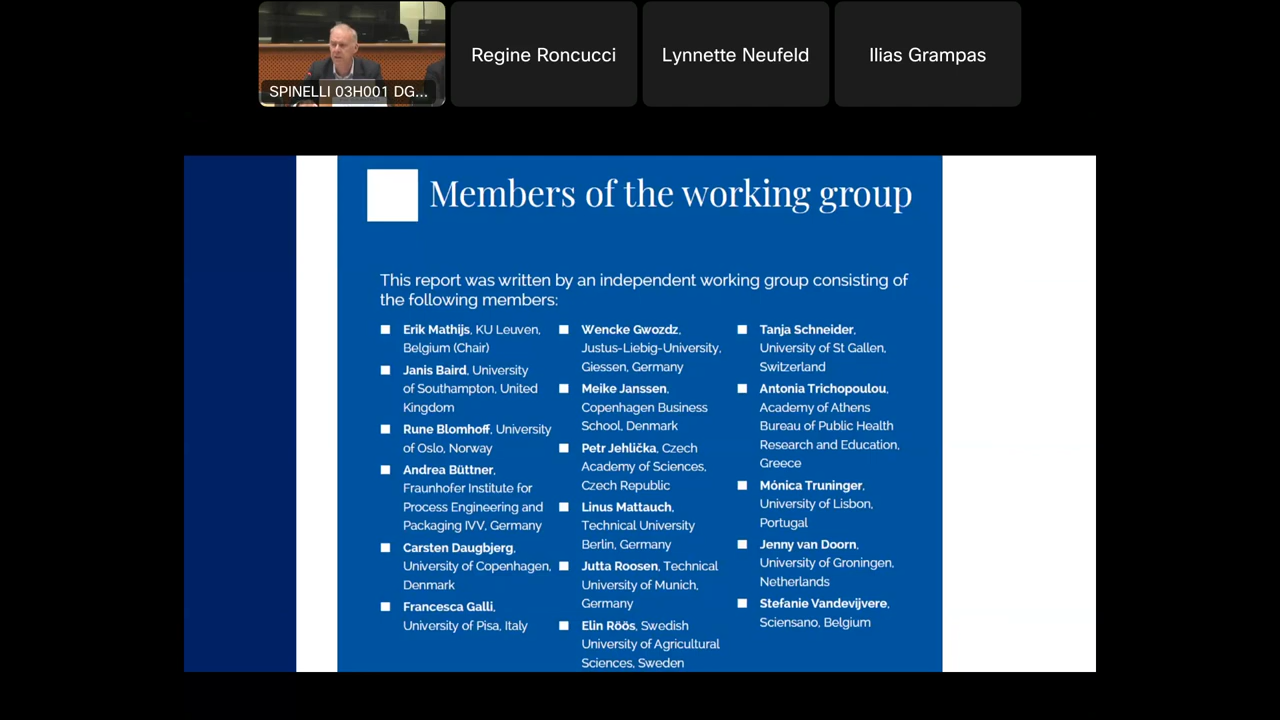 SPINELLI 03H001 DG...
Regine Roncucci
Lynnette Neufeld
Ilias Grampas
Members of the working group
This report was written by an independent working group consisting of
the following members:
Erik Mathijs, KU Leuven,
Belgium (Chair)
Janis Baird, University
of Southampton, United
Kingdom
Rune Blomhoff, University
of Oslo, Norway
Andrea Büttner,
Fraunhofer Institute for
Process Engineering and
Packaging IVV, Germany
Carsten Daugbjerg,
University of Copenhagen,
Denmark
Francesca Galli,
University of Pisa, Italy
Wencke Gwozdz,
Justus-Liebig-University,
Giessen, Germany
Meike Janssen,
Copenhagen Business
School, Denmark
Petr Jehlička, Czech
Academy of Sciences,
Czech Republic
Linus Mattauch,
Technical University
Berlin, Germany
Jutta Roosen, Technical
University of Munich,
Germany
Elin Röös, Swedish
University of Agricultural
Sciences, Sweden
Tanja Schneider,
University of St Gallen,
Switzerland
Antonia Trichopoulou,
Academy of Athens
Bureau of Public Health
Research and Education,
Greece
Mónica Truninger,
University of Lisbon,
Portugal
Jenny van Doorn,
University of Groningen,
Netherlands
Stefanie Vandevijvere,
Sciensano, Belgium